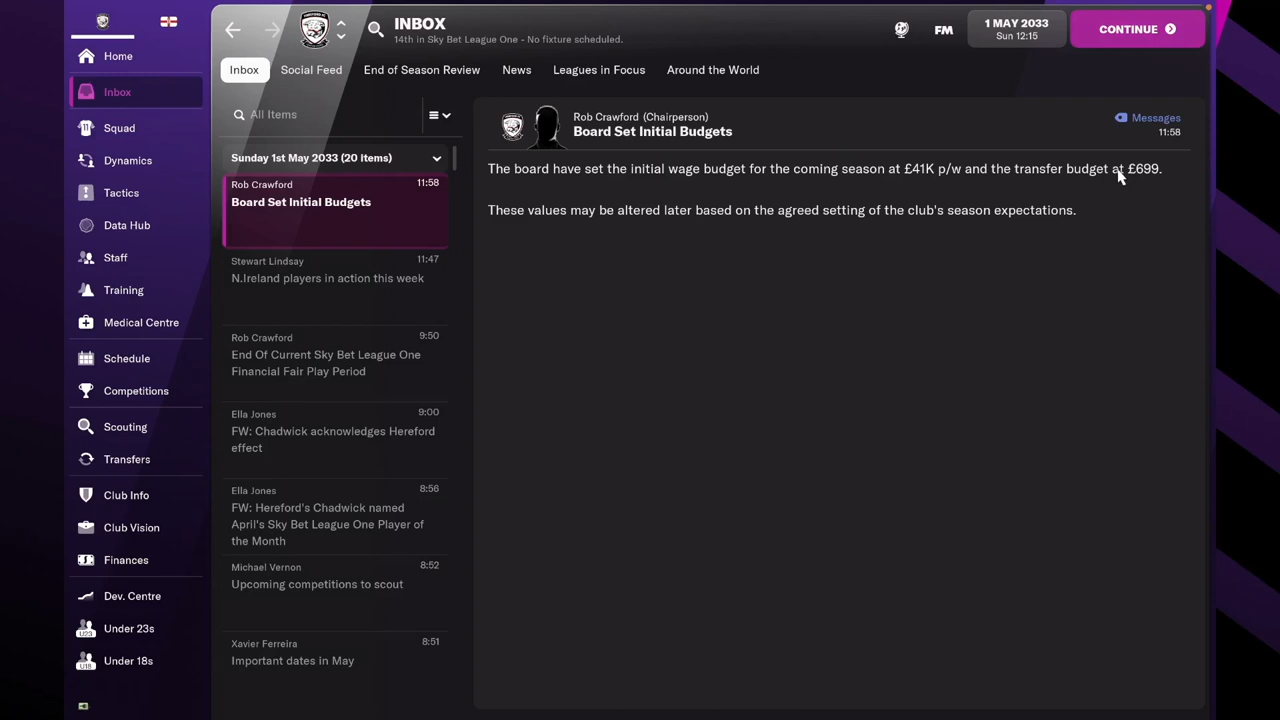 INBOX
14th in Sky Bet League One - No fixture scheduled.
FM
1 MAY 2033
Sun 12:15
CONTINUE
Home
Inbox
Squad
Dynamics
Tactics
Data Hub
Staff
Training
Medical Centre
Schedule
Competitions
Scouting
Transfers
Club Info
Club Vision
Finances
Dev. Centre
U23 Under 23s
U18 Under 18s
Inbox
Social Feed
End of Season Review
News
Leagues in Focus
Around the World
All Items
Sunday 1st May 2033 (20 items)
Rob Crawford 11:58
Board Set Initial Budgets
Stewart Lindsay 11:47
N.Ireland players in action this week
Rob Crawford 9:50
End Of Current Sky Bet League One
Financial Fair Play Period
Ella Jones 9:00
FW: Chadwick acknowledges Hereford
effect
Ella Jones 8:56
FW: Hereford's Chadwick named
April's Sky Bet League One Player of
the Month
Michael Vernon 8:52
Upcoming competitions to scout
Xavier Ferreira 8:51
Important dates in May
Rob Crawford (Chairperson)
Board Set Initial Budgets
Messages
11:58
The board have set the initial wage budget for the coming season at £41K p/w and the transfer budget at £699.
These values may be altered later based on the agreed setting of the club's season expectations.